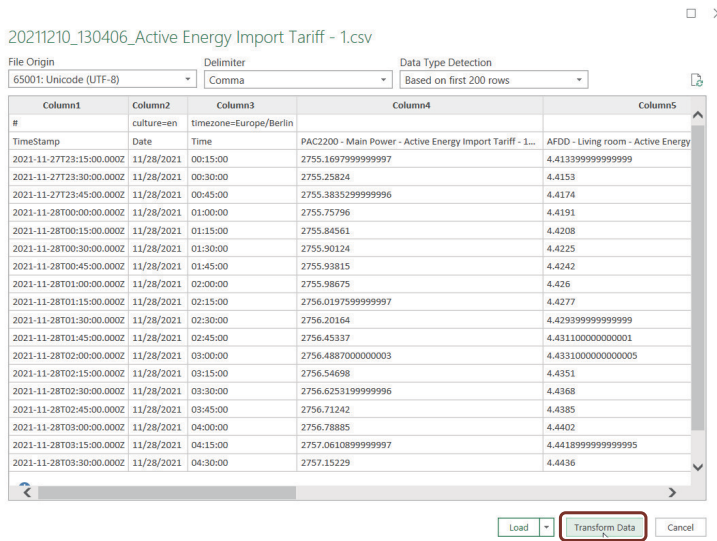 20211210_130406_Active Energy Import Tariff - 1.csv
File Origin Delimiter Data Type Detection
65001: Unicode (UTF-8) Comma Based on first 200 rows
Column1 Column2 Column3 Column4 Column5
# culture=en timezone=Europe/Berlin
TimeStamp Date Time PAC2200 - Main Power - Active Energy Import Tariff - 1... AFDD - Living room - Active Energy
2021-11-27T23:15:00.000Z 11/28/2021 00:15:00 2755.1697999999997 4.413399999999999
2021-11-27T23:30:00.000Z 11/28/2021 00:30:00 2755.25824 4.4153
2021-11-27T23:45:00.000Z 11/28/2021 00:45:00 2755.3835299999996 4.4174
2021-11-28T00:00:00.000Z 11/28/2021 01:00:00 2755.75796 4.4191
2021-11-28T00:15:00.000Z 11/28/2021 01:15:00 2755.84561 4.4208
2021-11-28T00:30:00.000Z 11/28/2021 01:30:00 2755.90124 4.4225
2021-11-28T00:45:00.000Z 11/28/2021 01:45:00 2755.93815 4.4242
2021-11-28T01:00:00.000Z 11/28/2021 02:00:00 2755.98675 4.426
2021-11-28T01:15:00.000Z 11/28/2021 02:15:00 2756.0197599999997 4.4277
2021-11-28T01:30:00.000Z 11/28/2021 02:30:00 2756.20164 4.429399999999999
2021-11-28T01:45:00.000Z 11/28/2021 02:45:00 2756.45337 4.431100000000001
2021-11-28T02:00:00.000Z 11/28/2021 03:00:00 2756.4887000000003 4.4331000000000005
2021-11-28T02:15:00.000Z 11/28/2021 03:15:00 2756.54698 4.4351
2021-11-28T02:30:00.000Z 11/28/2021 03:30:00 2756.6253199999996 4.4368
2021-11-28T02:45:00.000Z 11/28/2021 03:45:00 2756.71242 4.4385
2021-11-28T03:00:00.000Z 11/28/2021 04:00:00 2756.78885 4.4402
2021-11-28T03:15:00.000Z 11/28/2021 04:15:00 2757.0610899999997 4.4418999999999995
2021-11-28T03:30:00.000Z 11/28/2021 04:30:00 2757.15229 4.4436
Load Transform Data Cancel